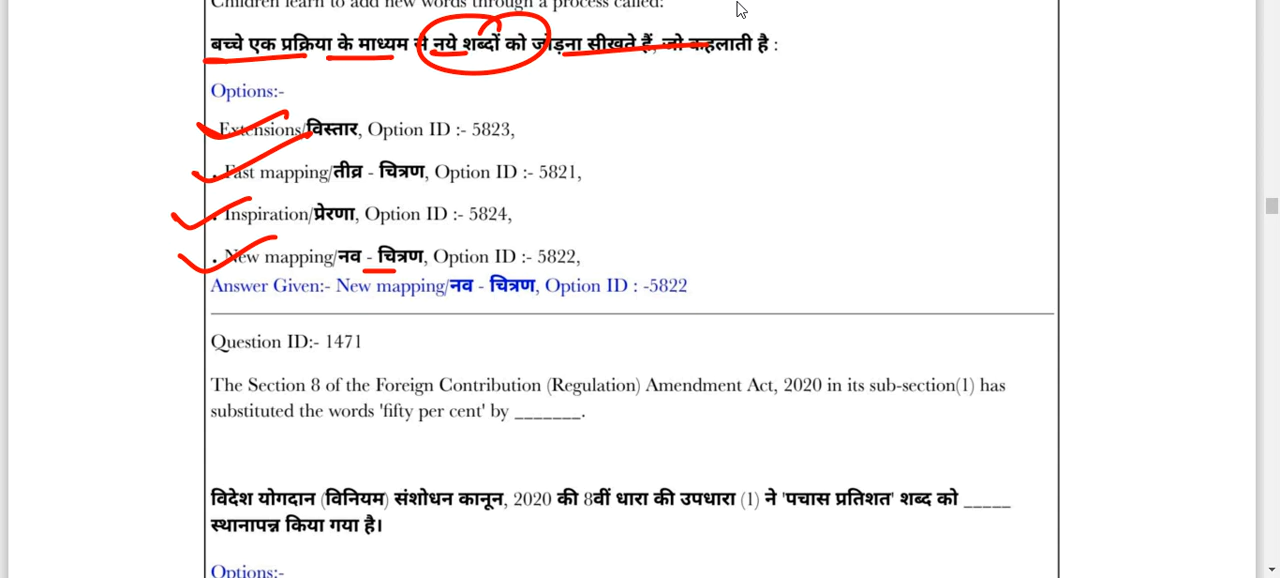 Children learn to add new words through a process called:
बच्चे एक प्रक्रिया के माध्यम से नये शब्दों को जोड़ना सीखते हैं, जो कहलाती है :
Options:-
Extensions/विस्तार, Option ID :- 5823,
. Fast mapping/तीव्र - चित्रण, Option ID :- 5821,
. Inspiration/प्रेरणा, Option ID :- 5824,
. New mapping/नव - चित्रण, Option ID :- 5822,
Answer Given:- New mapping/नव - चित्रण, Option ID : -5822
Question ID:- 1471
The Section 8 of the Foreign Contribution (Regulation) Amendment Act, 2020 in its sub-section(1) has
substituted the words 'fifty per cent' by _______.
विदेश योगदान (विनियम) संशोधन कानून, 2020 की 8वीं धारा की उपधारा (1) ने 'पचास प्रतिशत' शब्द को _____
स्थानापन्न किया गया है।
Options:-